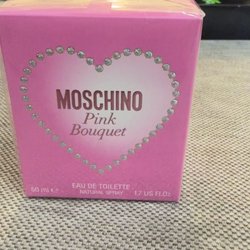 MOSCHINO
Pink
Bouquet
EAU DE TOILETTE
NATURAL SPRAY
50 ml ℮ 1.7 US Fl.Oz